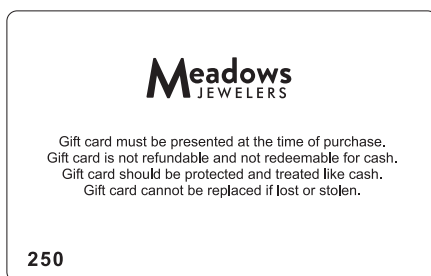 Meadows
JEWELERS
Gift card must be presented at the time of purchase.
Gift card is not refundable and not redeemable for cash.
Gift card should be protected and treated like cash.
Gift card cannot be replaced if lost or stolen.
250